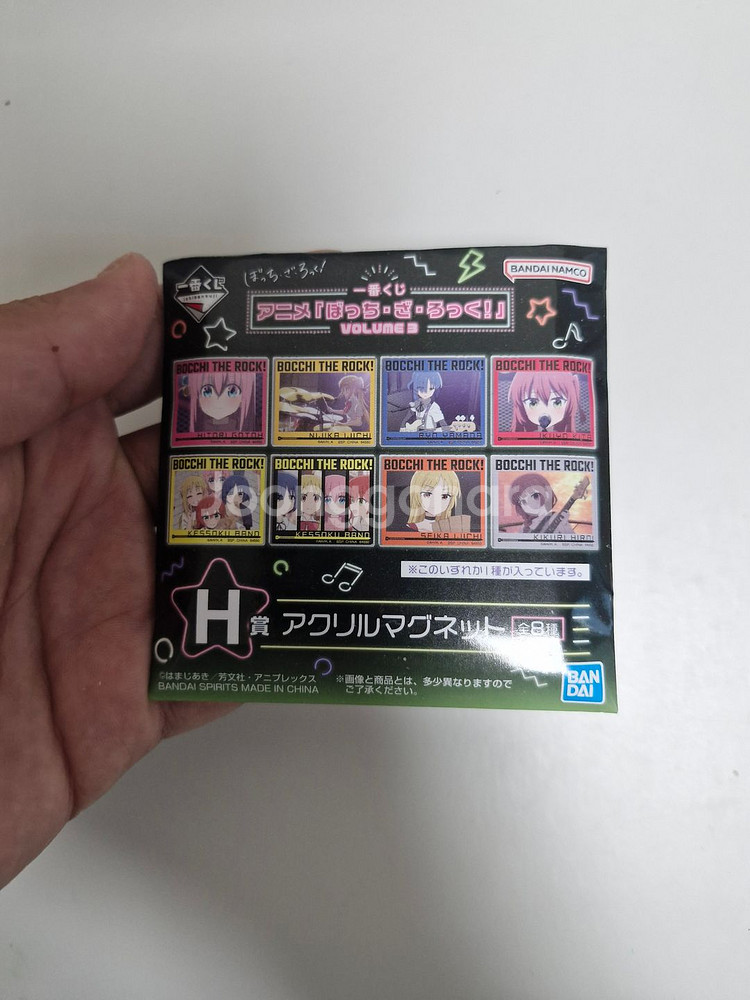 一番くじ
ぼっち・ざ・ろっく!
BANDAI NAMCO
一番くじ
アニメ「ぼっち・ざ・ろっく!」
VOLUME 3
BOCCHI THE ROCK!
HITORI GOTOH
BOCCHI THE ROCK!
NIJIKA IJICHI
BOCCHI THE ROCK!
RYO YAMADA
BOCCHI THE ROCK!
IKUYO KITA
BOCCHI THE ROCK!
KESSOKU BAND
BOCCHI THE ROCK!
KESSOKU BAND
BOCCHI THE ROCK!
SEIKA IJICHI
BOCCHI THE ROCK!
KIKURI HIROI
joonggonara
※このいずれか1種が入っています。
H賞 アクリルマグネット 全8種
©はまじあき/芳文社・アニプレックス
BANDAI SPIRITS MADE IN CHINA
※画像と商品とは、多少異なりますので
ご了承ください。
BAN
DAI